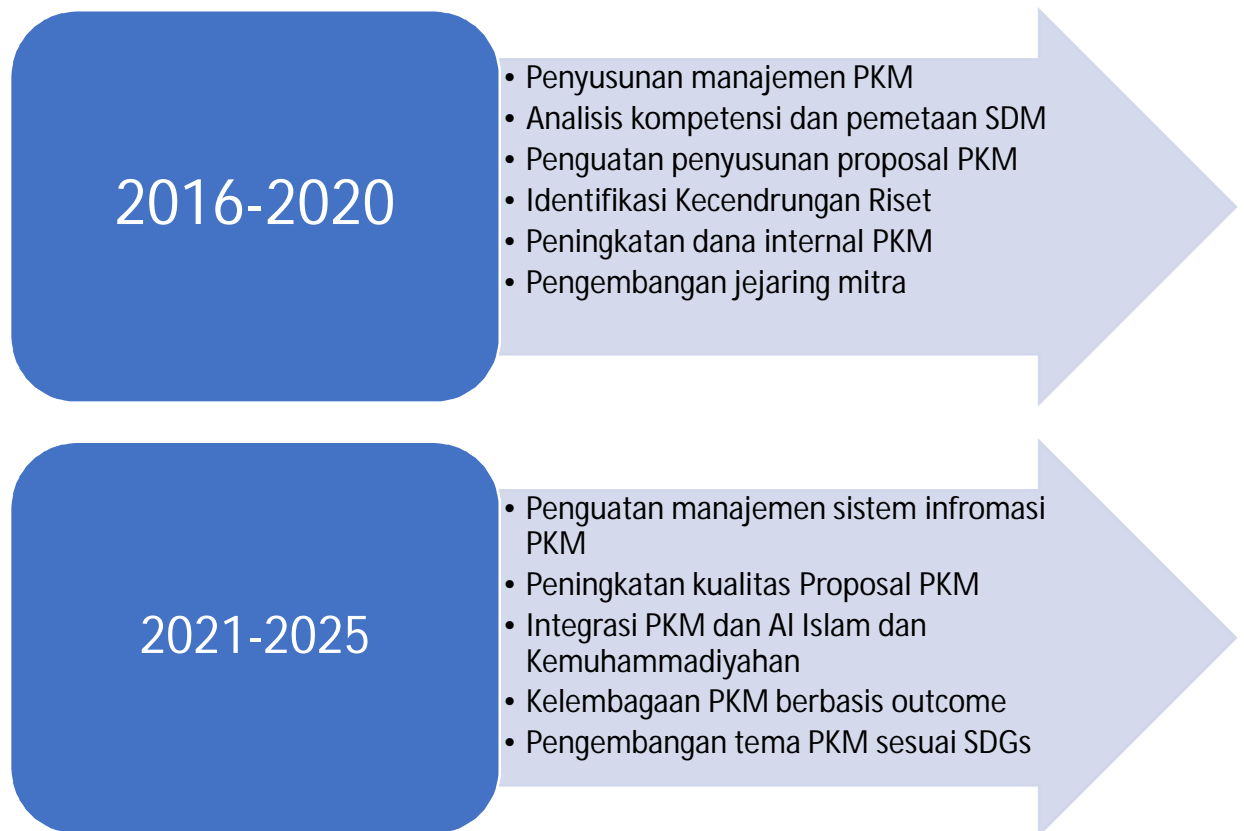 2016-2020
• Penyusunan manajemen PKM
• Analisis kompetensi dan pemetaan SDM
• Penguatan penyusunan proposal PKM
• Identifikasi Kecendrungan Riset
• Peningkatan dana internal PKM
• Pengembangan jejaring mitra
2021-2025
• Penguatan manajemen sistem infromasi
PKM
• Peningkatan kualitas Proposal PKM
• Integrasi PKM dan Al Islam dan
Kemuhammadiyahan
• Kelembagaan PKM berbasis outcome
• Pengembangan tema PKM sesuai SDGs